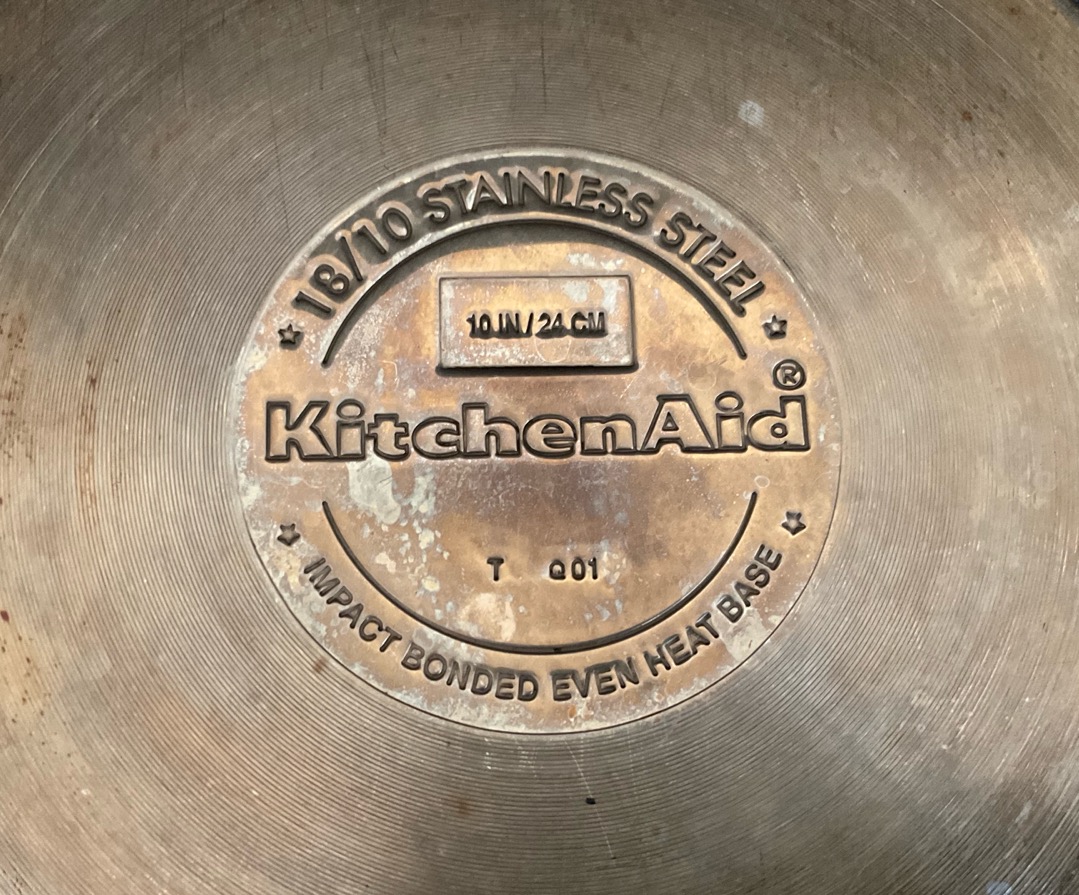 18/10 STAINLESS STEEL
10 IN / 24 CM
KitchenAid®
T Q01
IMPACT BONDED EVEN HEAT BASE